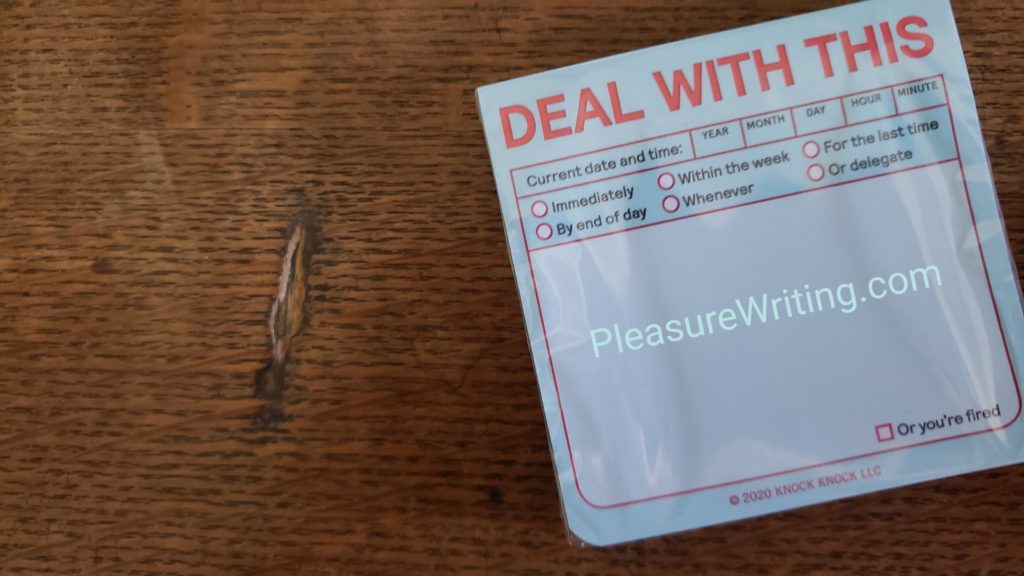 DEAL WITH THIS
Current date and time: YEAR MONTH DAY HOUR MINUTE
Immediately Within the week For the last time
By end of day Whenever Or delegate
PleasureWriting.com
Or you're fired
© 2020 KNOCK KNOCK LLC